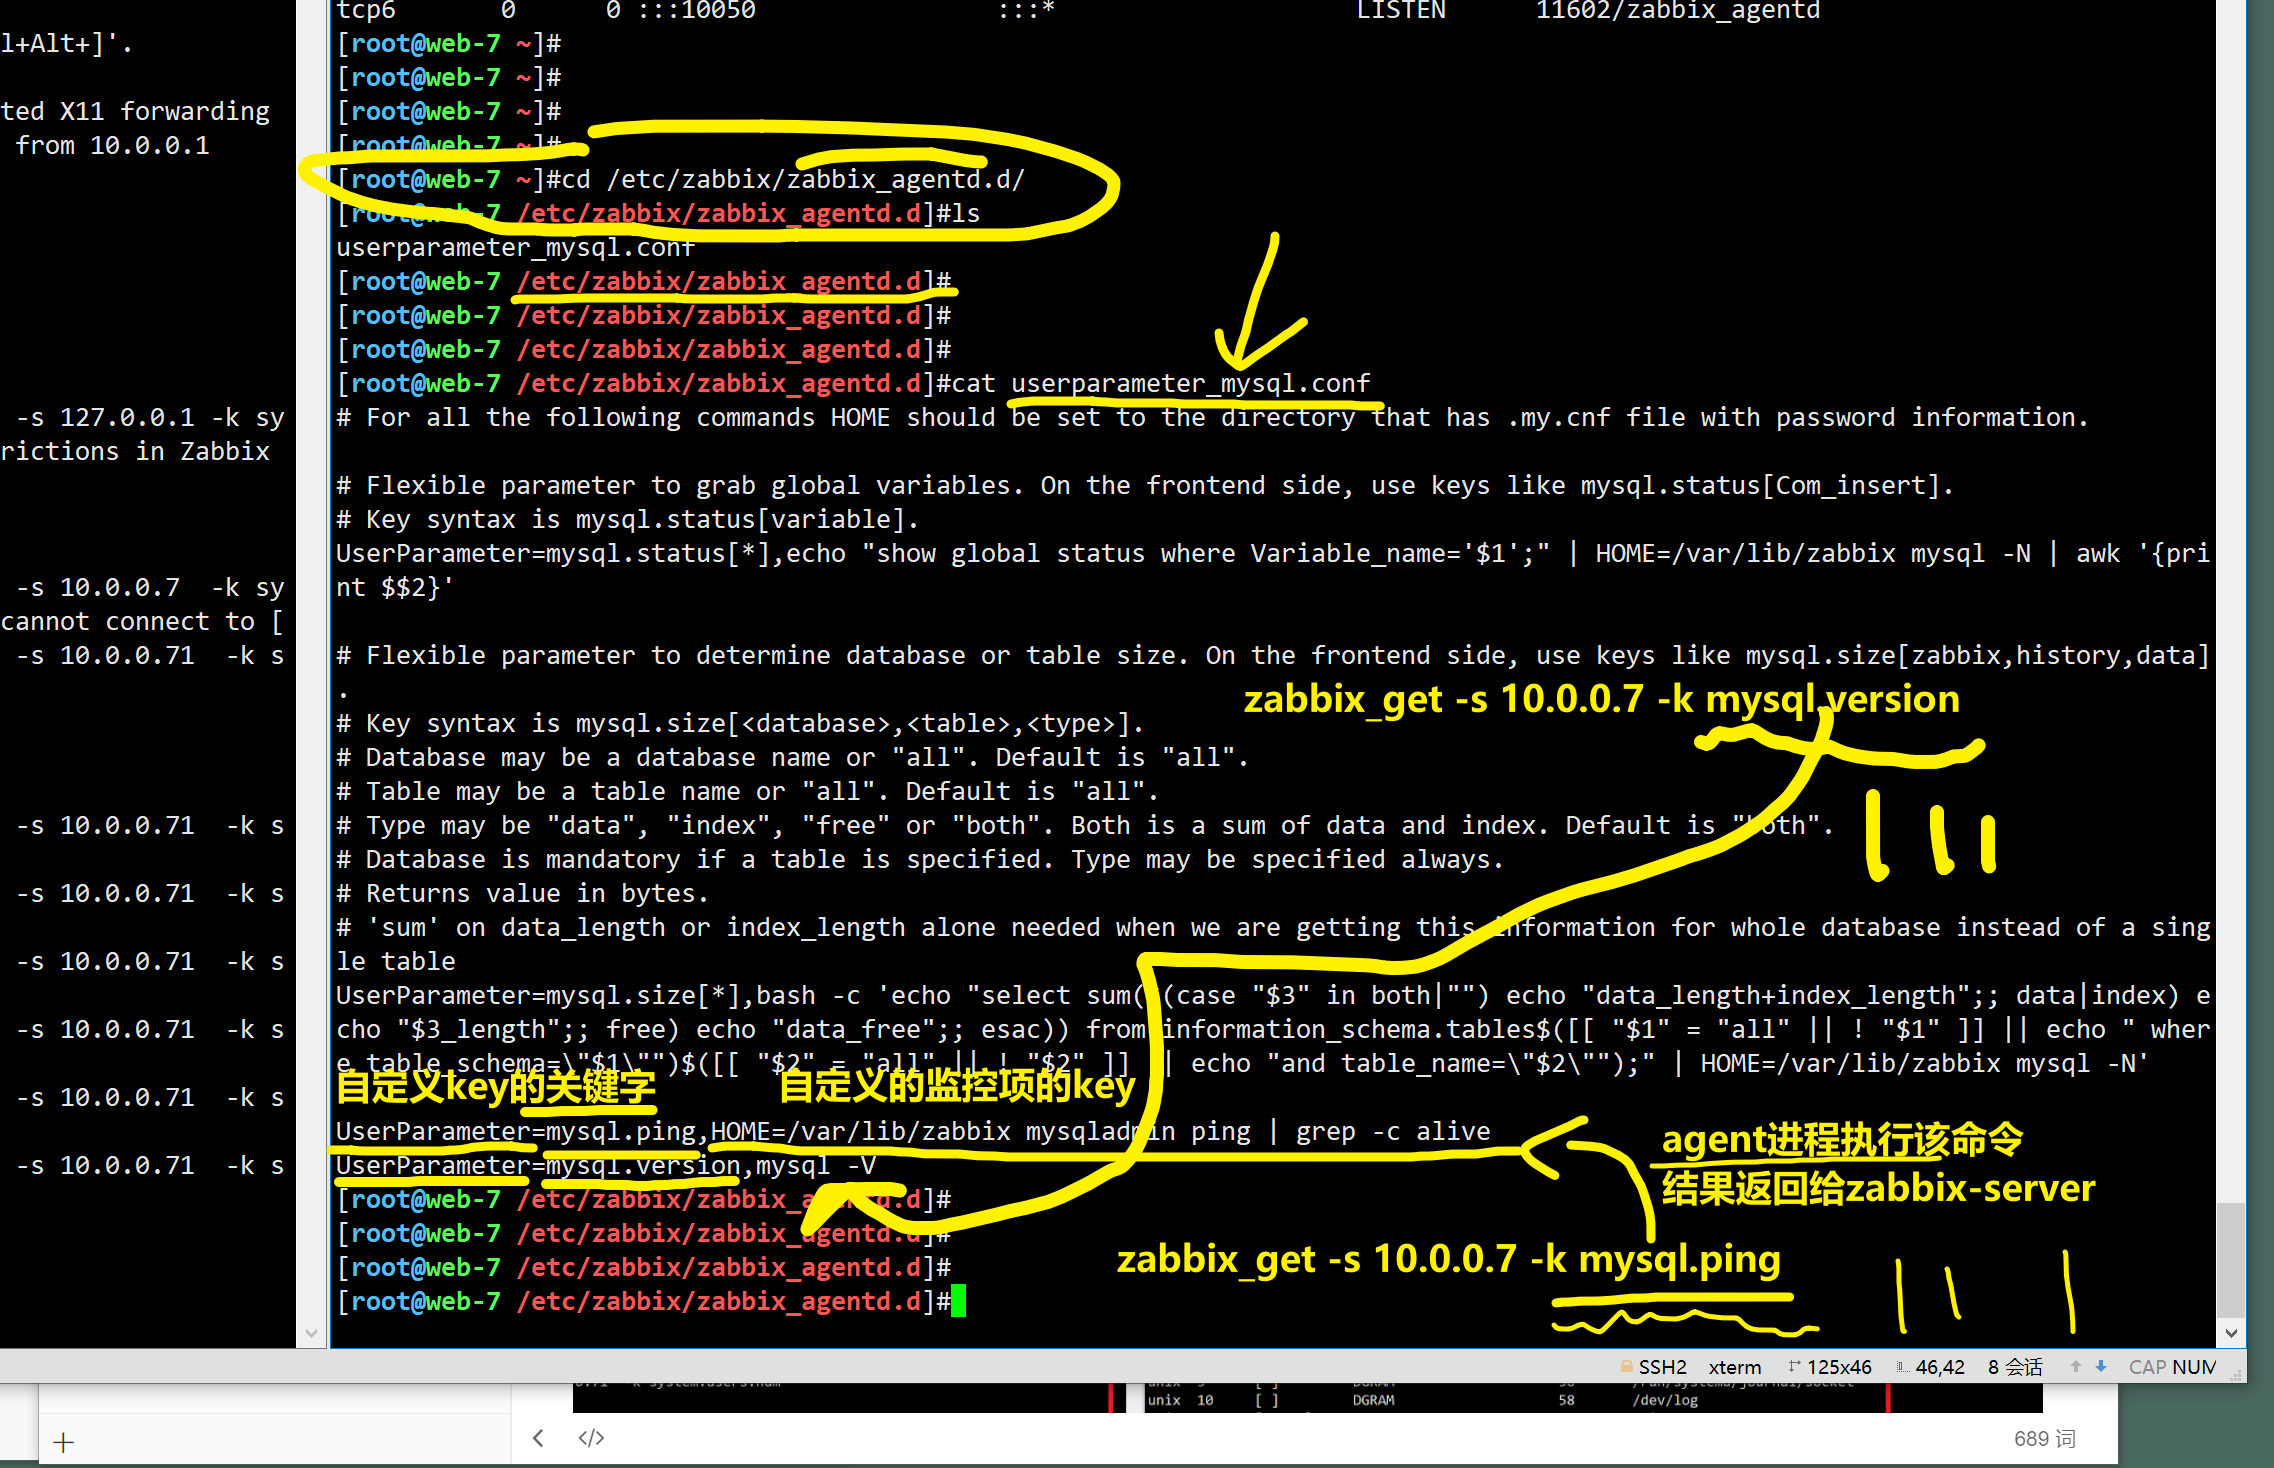 l+Alt+]'.
ted X11 forwarding
from 10.0.0.1
-s 127.0.0.1 -k sy
rictions in Zabbix
-s 10.0.0.7  -k sy
cannot connect to [
-s 10.0.0.71  -k s
-s 10.0.0.71  -k s
-s 10.0.0.71  -k s
-s 10.0.0.71  -k s
-s 10.0.0.71  -k s
-s 10.0.0.71  -k s
-s 10.0.0.71  -k s
tcp6       0      0 :::10050                :::*                    LISTEN      11602/zabbix_agentd
[root@web-7 ~]#
[root@web-7 ~]#
[root@web-7 ~]#
[root@web-7 ~]#
[root@web-7 ~]#cd /etc/zabbix/zabbix_agentd.d/
[root@web-7 /etc/zabbix/zabbix_agentd.d]#ls
userparameter_mysql.conf
[root@web-7 /etc/zabbix/zabbix_agentd.d]#
[root@web-7 /etc/zabbix/zabbix_agentd.d]#
[root@web-7 /etc/zabbix/zabbix_agentd.d]#
[root@web-7 /etc/zabbix/zabbix_agentd.d]#cat userparameter_mysql.conf
# For all the following commands HOME should be set to the directory that has .my.cnf file with password information.
# Flexible parameter to grab global variables. On the frontend side, use keys like mysql.status[Com_insert].
# Key syntax is mysql.status[variable].
UserParameter=mysql.status[*],echo "show global status where Variable_name='$1';" | HOME=/var/lib/zabbix mysql -N | awk '{pri
nt $$2}'
# Flexible parameter to determine database or table size. On the frontend side, use keys like mysql.size[zabbix,history,data]
.
zabbix_get -s 10.0.0.7 -k mysql.version
# Key syntax is mysql.size[<database>,<table>,<type>].
# Database may be a database name or "all". Default is "all".
# Table may be a table name or "all". Default is "all".
# Type may be "data", "index", "free" or "both". Both is a sum of data and index. Default is "both".
# Database is mandatory if a table is specified. Type may be specified always.
# Returns value in bytes.
# 'sum' on data_length or index_length alone needed when we are getting this information for whole database instead of a sing
le table
UserParameter=mysql.size[*],bash -c 'echo "select sum($(case "$3" in both|"") echo "data_length+index_length";; data|index) e
cho "$3_length";; free) echo "data_free";; esac)) from information_schema.tables$([[ "$1" = "all" || ! "$1" ]] || echo " wher
e table_schema=\"$1\"")$([[ "$2" = "all" || ! "$2" ]] || echo "and table_name=\"$2\"");" | HOME=/var/lib/zabbix mysql -N'
自定义key的关键字
自定义的监控项的key
UserParameter=mysql.ping,HOME=/var/lib/zabbix mysqladmin ping | grep -c alive
agent进程执行该命令
UserParameter=mysql.version,mysql -V
结果返回给zabbix-server
[root@web-7 /etc/zabbix/zabbix_agentd.d]#
[root@web-7 /etc/zabbix/zabbix_agentd.d]#
zabbix_get -s 10.0.0.7 -k mysql.ping
[root@web-7 /etc/zabbix/zabbix_agentd.d]#
[root@web-7 /etc/zabbix/zabbix_agentd.d]#
SSH2 xterm 125x46 46,42 8 会话 CAP NUM
unix  10      [ ]         DGRAM                    58       /dev/log
689 词